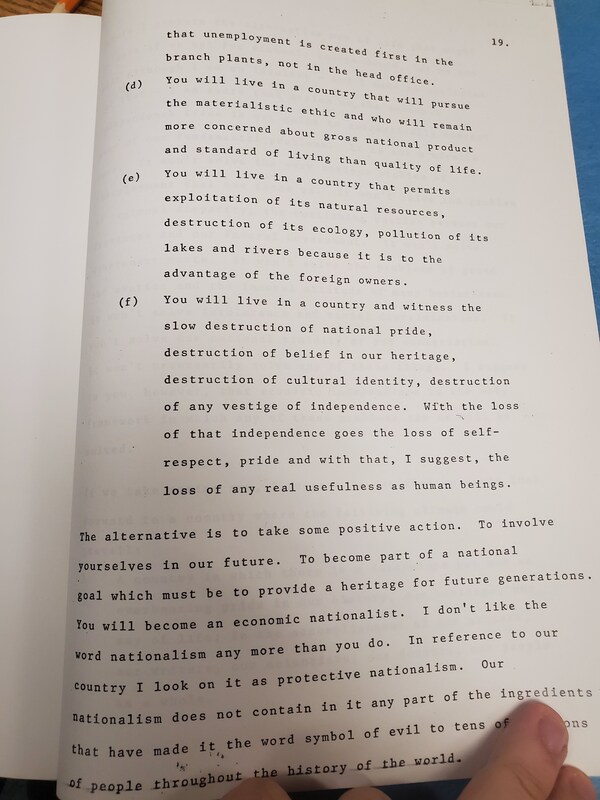 19.
that unemployment is created first in the
branch plants, not in the head office.
(d) You will live in a country that will pursue
the materialistic ethic and who will remain
more concerned about gross national product
and standard of living than quality of life.
(e) You will live in a country that permits
exploitation of its natural resources,
destruction of its ecology, pollution of its
lakes and rivers because it is to the
advantage of the foreign owners.
(f) You will live in a country and witness the
slow destruction of national pride,
destruction of belief in our heritage,
destruction of cultural identity, destruction
of any vestige of independence. With the loss
of that independence goes the loss of self-
respect, pride and with that, I suggest, the
loss of any real usefulness as human beings.
The alternative is to take some positive action. To involve
yourselves in our future. To become part of a national
goal which must be to provide a heritage for future generations.
You will become an economic nationalist. I don't like the
word nationalism any more than you do. In reference to our
country I look on it as protective nationalism. Our
nationalism does not contain in it any part of the ingredients
that have made it the word symbol of evil to tens of
of people throughout the history of the world.